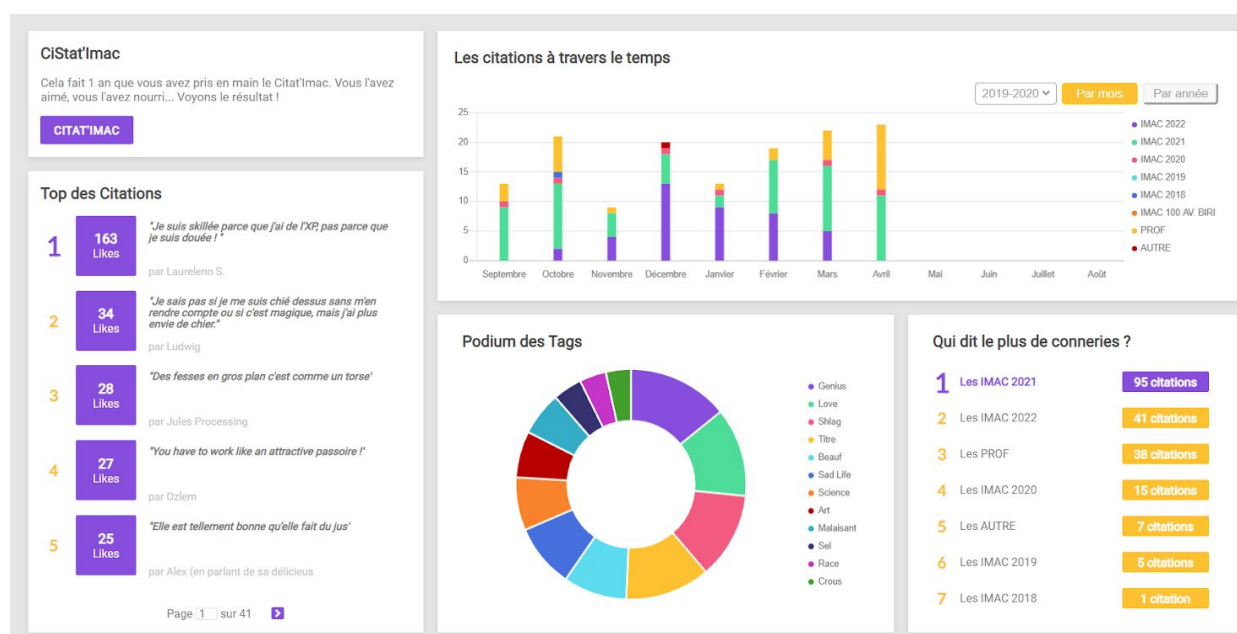 CiStat'Imac
Cela fait 1 an que vous avez pris en main le Citat'Imac. Vous l'avez
aimé, vous l'avez nourri... Voyons le résultat !
CITAT'IMAC
Top des Citations
1
163
Likes
"Je suis skillée parce que j'ai de l'XP, pas parce que
je suis douée ! "
par Laurelenn S.
2
34
Likes
"Je sais pas si je me suis chié dessus sans m'en
rendre compte ou si c'est magique, mais j'ai plus
envie de chier."
par Ludwig
3
28
Likes
"Des fesses en gros plan c'est comme un torse'
par Jules Processing
4
27
Likes
"You have to work like an attractive passoire !'
par Ozlem
5
25
Likes
"Elle est tellement bonne qu'elle fait du jus'
par Alex (en parlant de sa délicieus
Page 1 sur 41
Les citations à travers le temps
2019-2020
Par mois
Par année
25
20
15
10
5
0
Septembre Octobre Novembre Décembre Janvier Février Mars Avril Mai Juin Juillet Août
IMAC 2022
IMAC 2021
IMAC 2020
IMAC 2019
IMAC 2018
IMAC 100 AV. BIRI
PROF
AUTRE
Podium des Tags
Genius
Love
Shlag
Titre
Beauf
Sad Life
Science
Art
Malaisant
Sel
Race
Crous
Qui dit le plus de conneries ?
1 Les IMAC 2021 95 citations
2 Les IMAC 2022 41 citations
3 Les PROF 38 citations
4 Les IMAC 2020 15 citations
5 Les AUTRE 7 citations
6 Les IMAC 2019 5 citations
7 Les IMAC 2018 1 citation